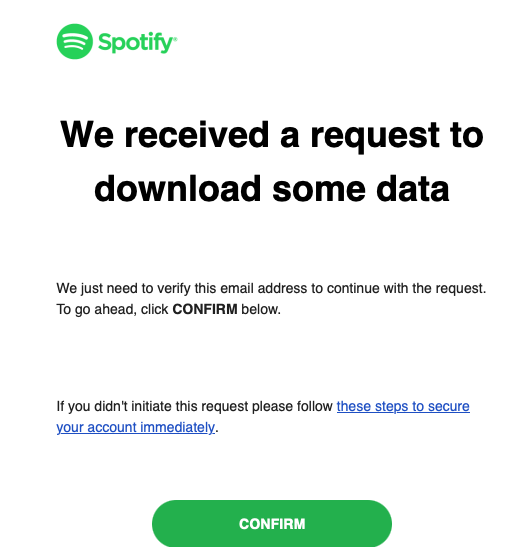 Spotify®
We received a request to
download some data
We just need to verify this email address to continue with the request.
To go ahead, click CONFIRM below.
If you didn't initiate this request please follow these steps to secure
your account immediately.
CONFIRM